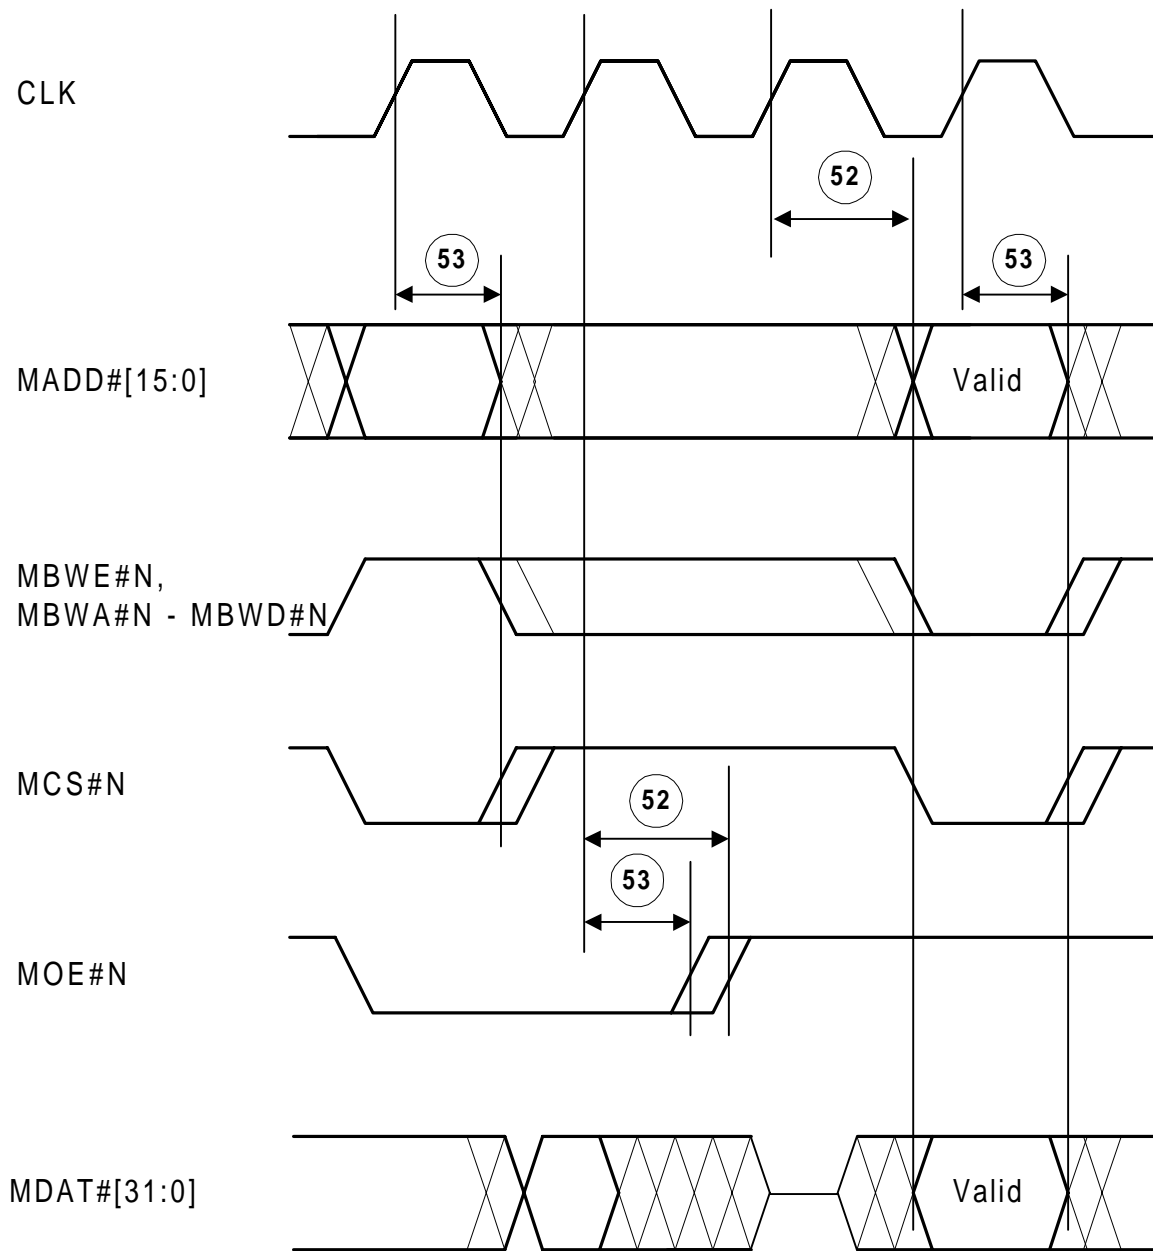 CLK
52
53
53
MADD#[15:0]
Valid
MBWE#N,
MBWA#N - MBWD#N
MCS#N
52
53
MOE#N
MDAT#[31:0]
Valid